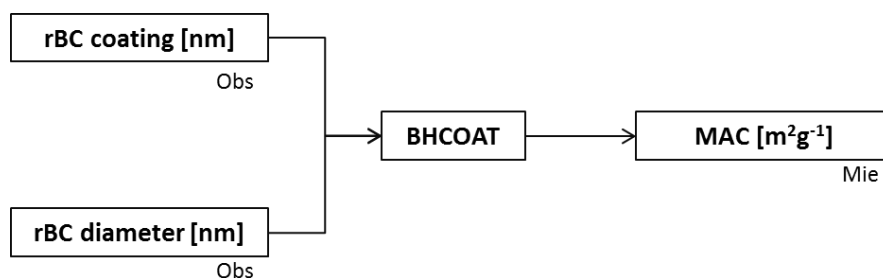 rBC coating [nm]
Obs
BHCOAT
MAC [m²g⁻¹]
Mie
rBC diameter [nm]
Obs